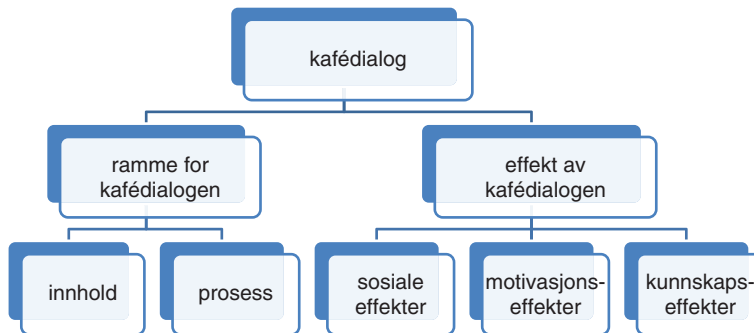 kafédialog
ramme for
kafédialogen
effekt av
kafédialogen
innhold
prosess
sosiale
effekter
motivasjons-
effekter
kunnskaps-
effekter